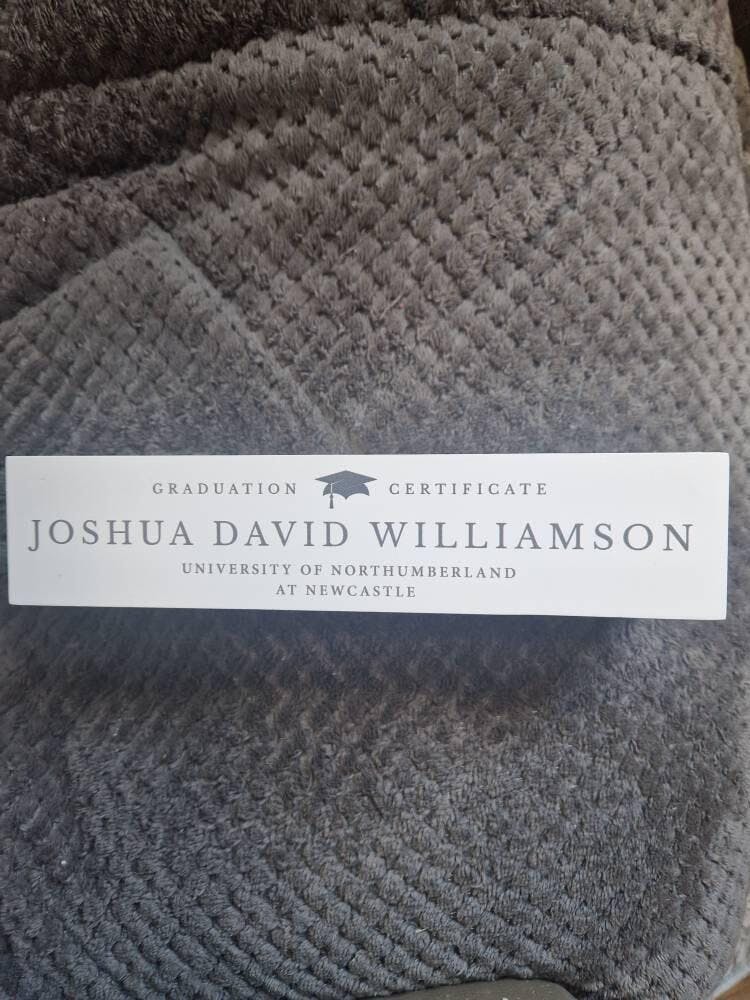 GRADUATION CERTIFICATE
JOSHUA DAVID WILLIAMSON
UNIVERSITY OF NORTHUMBERLAND
AT NEWCASTLE